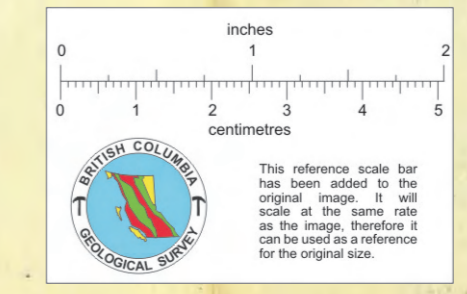 inches
0 1 2
0 1 2 3 4 5
centimetres
BRITISH COLUMBIA
GEOLOGICAL SURVEY
This reference scale bar
has been added to the
original image. It will
scale at the same rate
as the image, therefore it
can be used as a reference
for the original size.